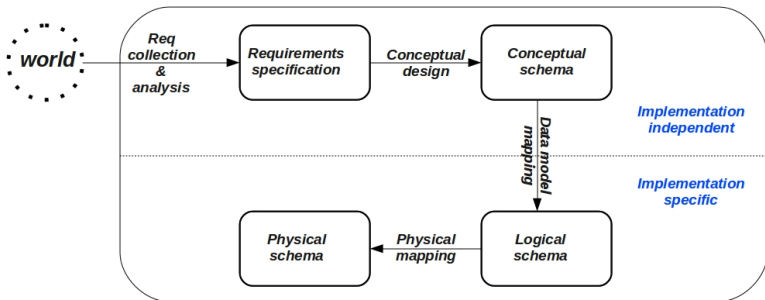 world
Req
collection
&
analysis
Requirements
specification
Conceptual
design
Conceptual
schema
Implementation
independent
Data model
mapping
Implementation
specific
Physical
schema
Physical
mapping
Logical
schema